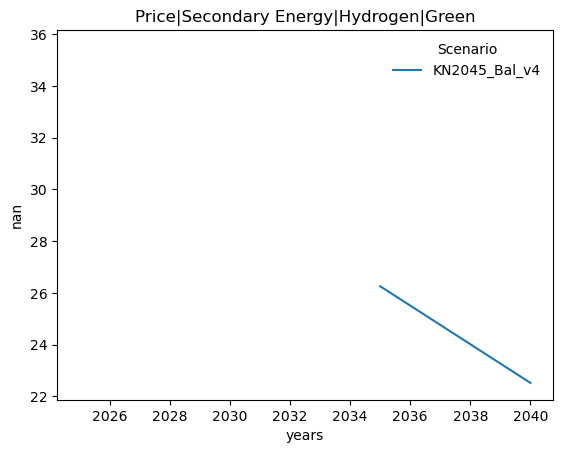 Price|Secondary Energy|Hydrogen|Green
36
34
32
30
28
26
24
22
nan
Scenario
KN2045_Bal_v4
2026 2028 2030 2032 2034 2036 2038 2040
years